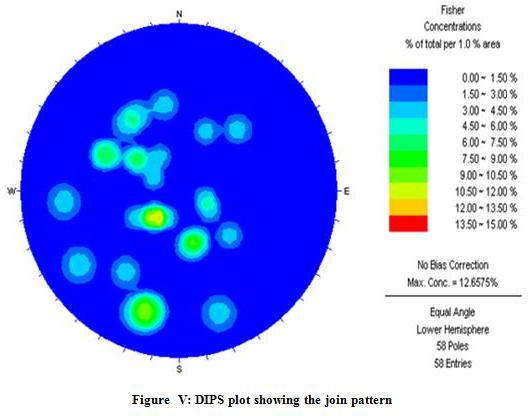 N
W
E
S
Fisher
Concentrations
% of total per 1.0 % area
0.00 ~ 1.50 %
1.50 ~ 3.00 %
3.00 ~ 4.50 %
4.50 ~ 6.00 %
6.00 ~ 7.50 %
7.50 ~ 9.00 %
9.00 ~ 10.50 %
10.50 ~ 12.00 %
12.00 ~ 13.50 %
13.50 ~ 15.00 %
No Bias Correction
Max. Conc. = 12.6575%
Equal Angle
Lower Hemisphere
58 Poles
58 Entries
Figure V: DIPS plot showing the join pattern